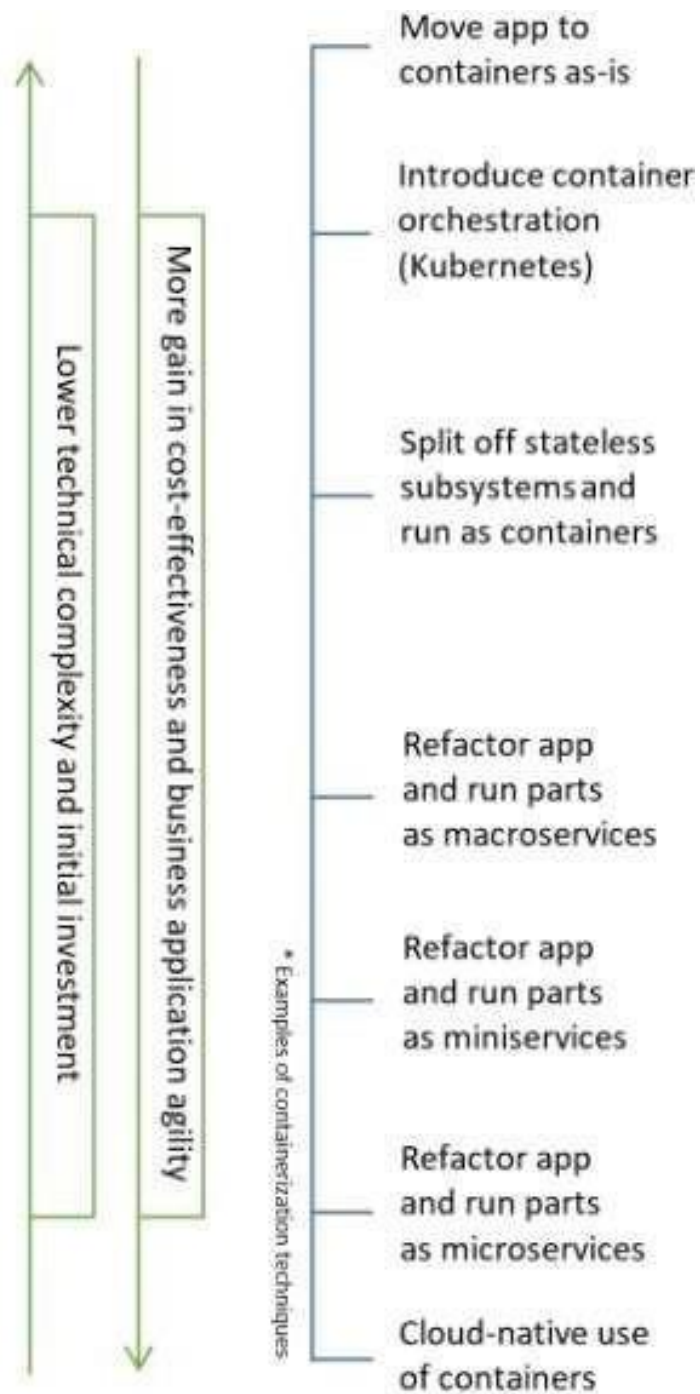 Move app to
containers as-is
Introduce container
orchestration
(Kubernetes)
Split off stateless
subsystems and
run as containers
Refactor app
and run parts
as macroservices
Refactor app
and run parts
as miniservices
Refactor app
and run parts
as microservices
Cloud-native use
of containers
Lower technical complexity and initial investment
More gain in cost-effectiveness and business application agility
* Examples of containerization techniques